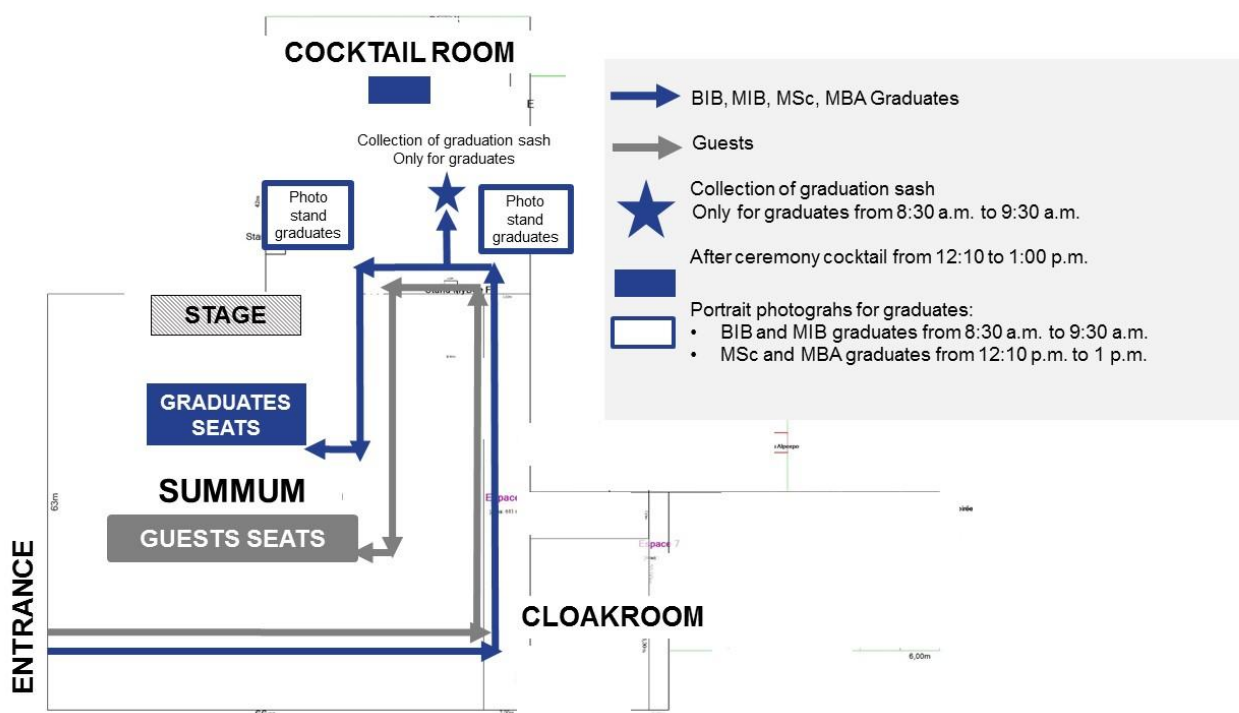 COCKTAIL ROOM
E
Collection of graduation sash
Only for graduates
Photo
stand
graduates
Photo
stand
graduates
STAGE
GRADUATES
SEATS
SUMMUM
GUESTS SEATS
63m
ENTRANCE
Espace
Espace 7
CLOAKROOM
6,00m
BIB, MIB, MSc, MBA Graduates
Guests
Collection of graduation sash
Only for graduates from 8:30 a.m. to 9:30 a.m.
After ceremony cocktail from 12:10 to 1:00 p.m.
Portrait photograhs for graduates:
• BIB and MIB graduates from 8:30 a.m. to 9:30 a.m.
• MSc and MBA graduates from 12:10 p.m. to 1 p.m.